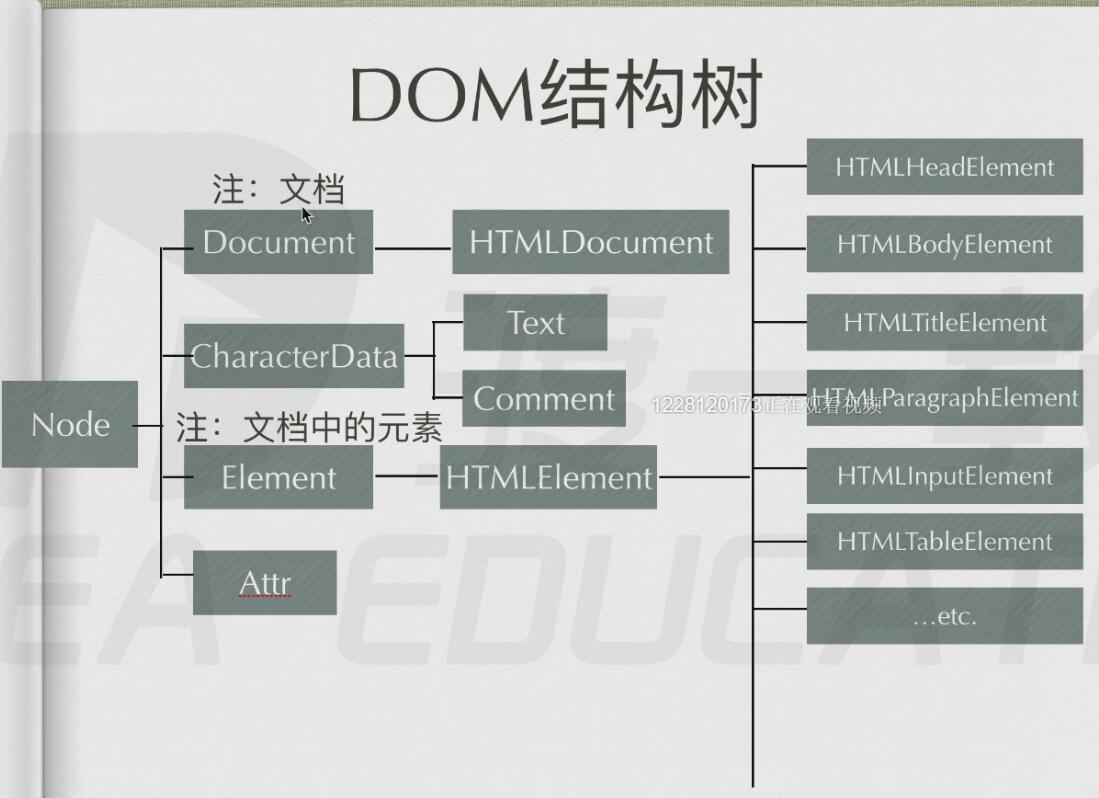 DOM结构树
注：文档
Document
HTMLDocument
CharacterData
Text
Comment
Node
注：文档中的元素
Element
HTMLElement
Attr
HTMLHeadElement
HTMLBodyElement
HTMLTitleElement
HTMLParagraphElement
1228120173正在观看视频
HTMLInputElement
HTMLTableElement
...etc.
EA EDUCAT